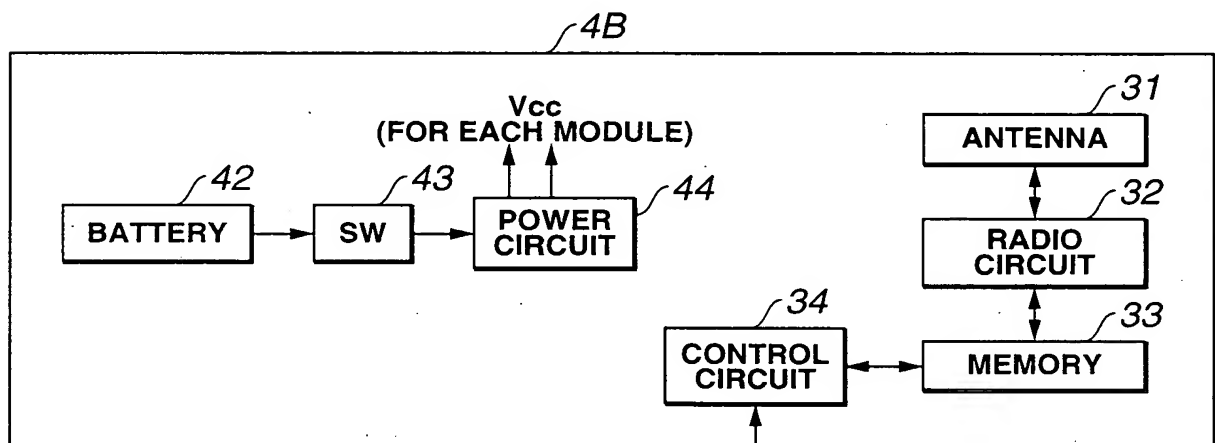 4B
Vcc
(FOR EACH MODULE)
31
ANTENNA
42
43
44
32
BATTERY
SW
POWER
CIRCUIT
RADIO
CIRCUIT
34
33
CONTROL
CIRCUIT
MEMORY